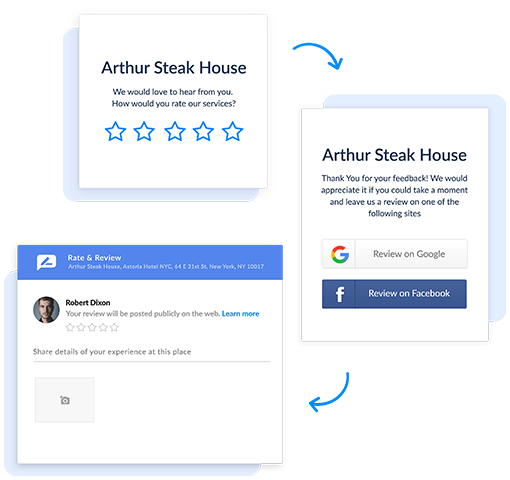 Arthur Steak House
We would love to hear from you.
How would you rate our services?
Arthur Steak House
Thank You for your feedback! We would
appreciate it if you could take a moment
and leave us a review on one of the
following sites
Review on Google
Review on Facebook
Rate & Review
Arthur Steak House, Astoria Hotel NYC, 64 E 31st St, New York, NY 10017
Robert Dixon
Your review will be posted publicly on the web. Learn more
Share details of your experience at this place